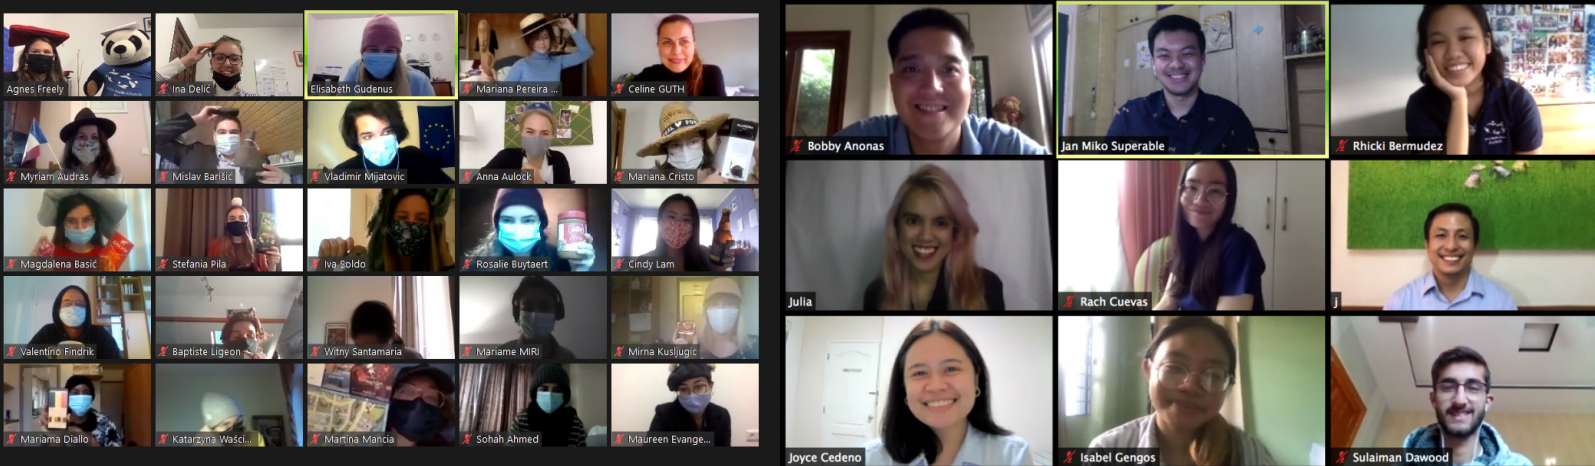 Agnes Freely
Ina Delić
Elisabeth Gudenus
Mariana Pereira ...
Celine GUTH
Myriam Audras
Mislav Barišić
Vladimir Mijatovic
Anna Aulock
Mariana Cristo
Magdalena Basić
Stefania Pila
Iva Soldo
Rosalie Buytaert
Cindy Lam
Valentino Findrik
Baptiste Ligeon
Witny Santamaria
Mariame MIRI
Mirna Kusljugic
Mariama Diallo
Katarzyna Waści...
Martina Mancia
Sohah Ahmed
Maureen Evange...
Bobby Anonas
Jan Miko Superable
Rhicki Bermudez
Julia
Rach Cuevas
j
Joyce Cedeno
Isabel Gengos
Sulaiman Dawood